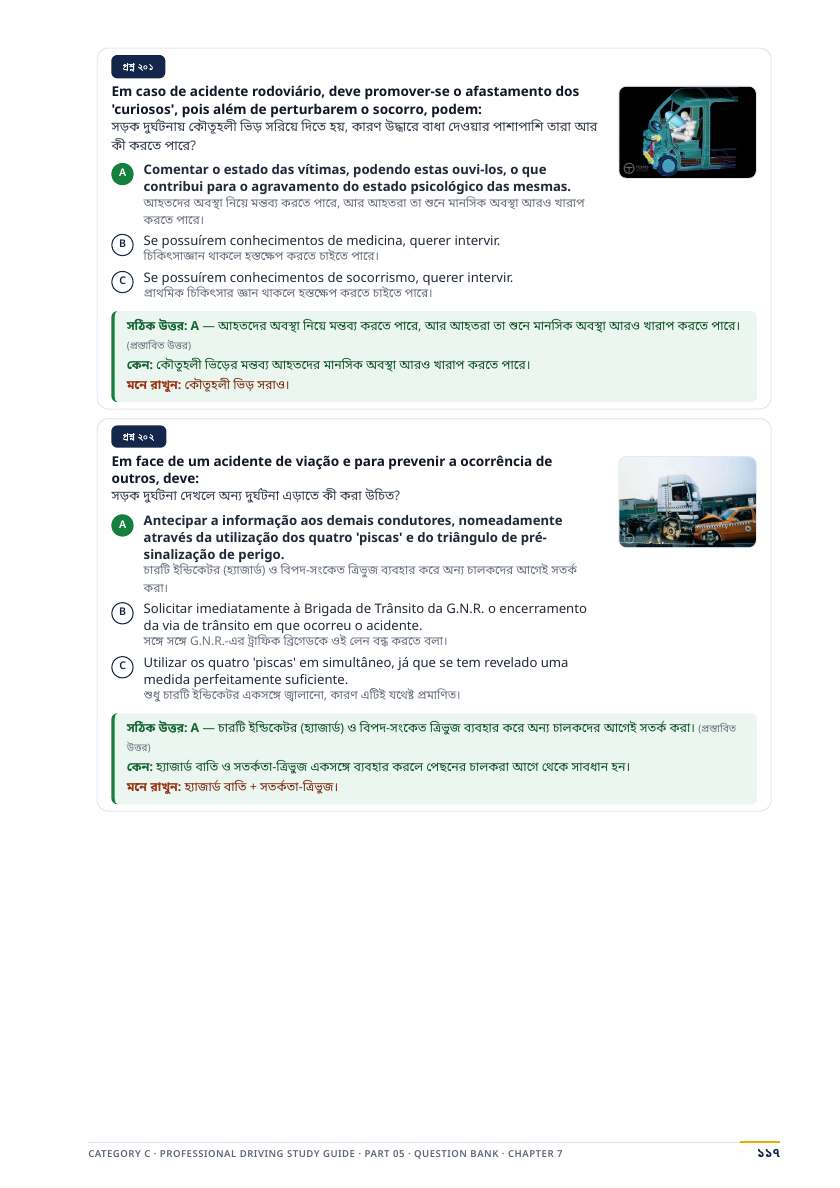 প্রশ্ন ২০১
Em caso de acidente rodoviário, deve promover-se o afastamento dos
'curiosos', pois além de perturbarem o socorro, podem:
সড়ক দুর্ঘটনায় কৌতূহলী ভিড় সরিয়ে দিতে হয়, কারণ উদ্ধারে বাধা দেওয়ার পাশাপাশি তারা আর
কী করতে পারে?
A Comentar o estado das vítimas, podendo estas ouvi-los, o que
contribui para o agravamento do estado psicológico das mesmas.
আহতদের অবস্থা নিয়ে মন্তব্য করতে পারে, আর আহতরা তা শুনে মানসিক অবস্থা আরও খারাপ
করতে পারে।
B Se possuírem conhecimentos de medicina, querer intervir.
চিকিৎসাজ্ঞান থাকলে হস্তক্ষেপ করতে চাইতে পারে।
C Se possuírem conhecimentos de socorrismo, querer intervir.
প্রাথমিক চিকিৎসার জ্ঞান থাকলে হস্তক্ষেপ করতে চাইতে পারে।
সঠিক উত্তর: A — আহতদের অবস্থা নিয়ে মন্তব্য করতে পারে, আর আহতরা তা শুনে মানসিক অবস্থা আরও খারাপ করতে পারে।
(প্রস্তাবিত উত্তর)
কেন: কৌতূহলী ভিড়ের মন্তব্য আহতদের মানসিক অবস্থা আরও খারাপ করতে পারে।
মনে রাখুন: কৌতূহলী ভিড় সরাও।
প্রশ্ন ২০২
Em face de um acidente de viação e para prevenir a ocorrência de
outros, deve:
সড়ক দুর্ঘটনা দেখলে অন্য দুর্ঘটনা এড়াতে কী করা উচিত?
A Antecipar a informação aos demais condutores, nomeadamente
através da utilização dos quatro 'piscas' e do triângulo de pré-
sinalização de perigo.
চারটি ইন্ডিকেটর (হ্যাজার্ড) ও বিপদ-সংকেত ত্রিভুজ ব্যবহার করে অন্য চালকদের আগেই সতর্ক
করা।
B Solicitar imediatamente à Brigada de Trânsito da G.N.R. o encerramento
da via de trânsito em que ocorreu o acidente.
সঙ্গে সঙ্গে G.N.R.-এর ট্রাফিক ব্রিগেডকে ওই লেন বন্ধ করতে বলা।
C Utilizar os quatro 'piscas' em simultâneo, já que se tem revelado uma
medida perfeitamente suficiente.
শুধু চারটি ইন্ডিকেটর একসঙ্গে জ্বালানো, কারণ এটিই যথেষ্ট প্রমাণিত।
সঠিক উত্তর: A — চারটি ইন্ডিকেটর (হ্যাজার্ড) ও বিপদ-সংকেত ত্রিভুজ ব্যবহার করে অন্য চালকদের আগেই সতর্ক করা। (প্রস্তাবিত
উত্তর)
কেন: হ্যাজার্ড বাতি ও সতর্কতা-ত্রিভুজ একসঙ্গে ব্যবহার করলে পেছনের চালকরা আগে থেকে সাবধান হন।
মনে রাখুন: হ্যাজার্ড বাতি + সতর্কতা-ত্রিভুজ।
CATEGORY C · PROFESSIONAL DRIVING STUDY GUIDE · PART 05 · QUESTION BANK · CHAPTER 7 ১১৭